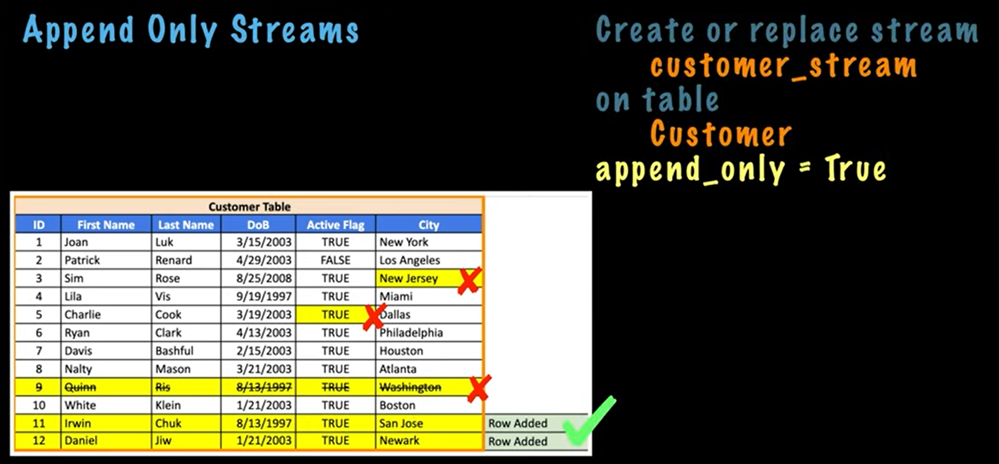 Append Only Streams
Create or replace stream
customer_stream
on table
Customer
append_only = True
Customer Table
ID First Name Last Name DoB Active Flag City
1 Joan Luk 3/15/2003 TRUE New York
2 Patrick Renard 4/29/2003 FALSE Los Angeles
3 Sim Rose 8/25/2008 TRUE New Jersey
4 Lila Vis 9/19/1997 TRUE Miami
5 Charlie Cook 3/19/2003 TRUE Dallas
6 Ryan Clark 4/13/2003 TRUE Philadelphia
7 Davis Bashful 2/15/2003 TRUE Houston
8 Nalty Mason 3/21/2003 TRUE Atlanta
9 Quinn Ris 8/13/1997 TRUE Washington
10 White Klein 1/21/2003 TRUE Boston
11 Irwin Chuk 8/13/1997 TRUE San Jose Row Added
12 Daniel Jiw 1/21/2003 TRUE Newark Row Added